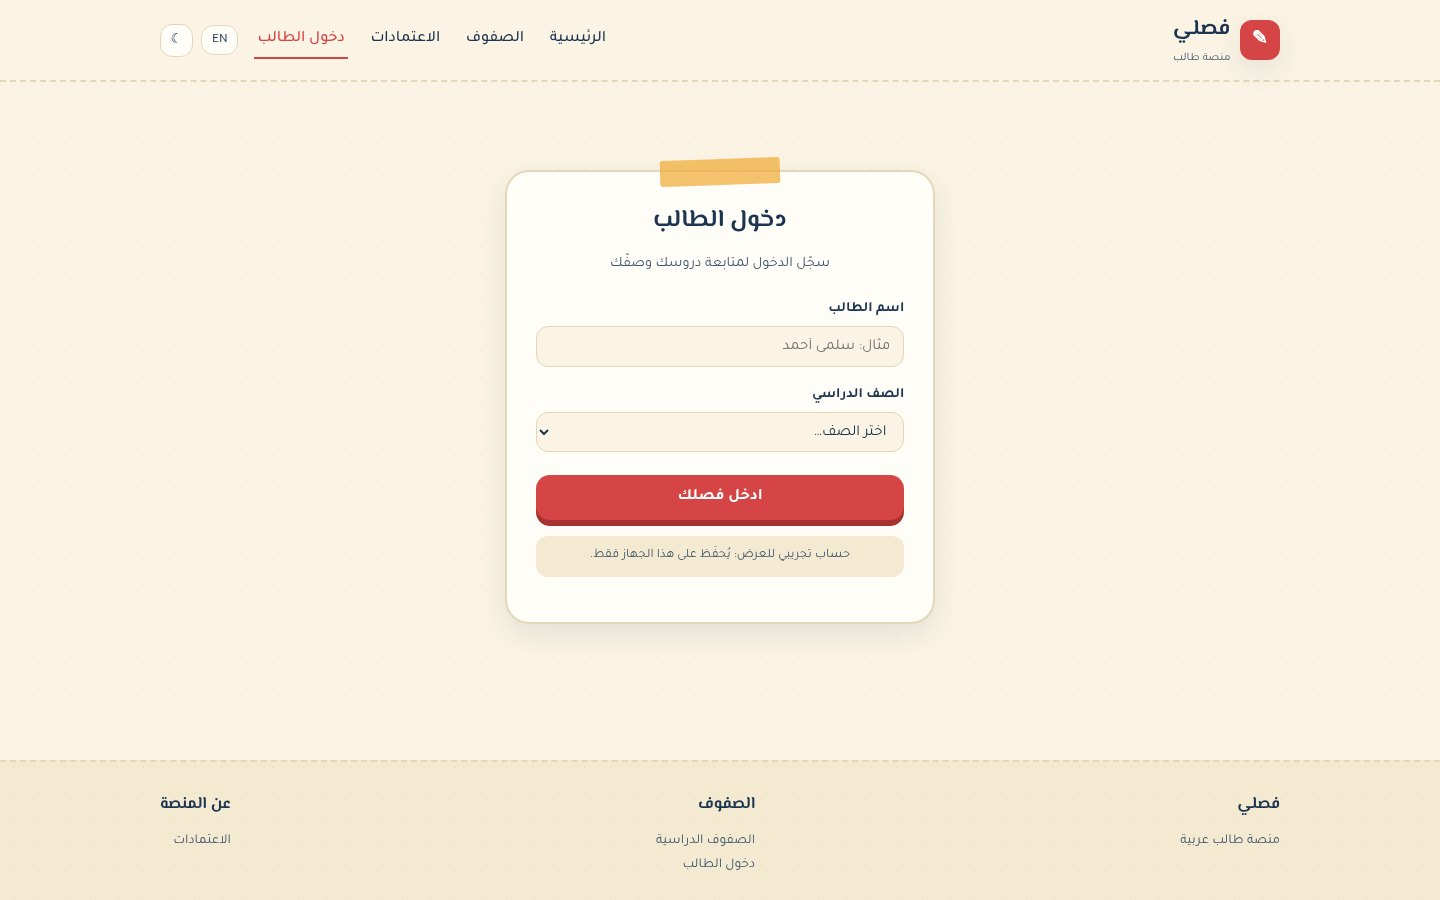 فصلي
منصة طالب
الرئيسية
الصفوف
الاعتمادات
دخول الطالب
EN
دخول الطالب
سجّل الدخول لمتابعة دروسك وصفّك
اسم الطالب
مثال: سلمى أحمد
الصف الدراسي
اختر الصف...
ادخل فصلك
حساب تجريبي للعرض: يُحفَظ على هذا الجهاز فقط.
فصلي
منصة طالب عربية
الصفوف
الصفوف الدراسية
دخول الطالب
عن المنصة
الاعتمادات